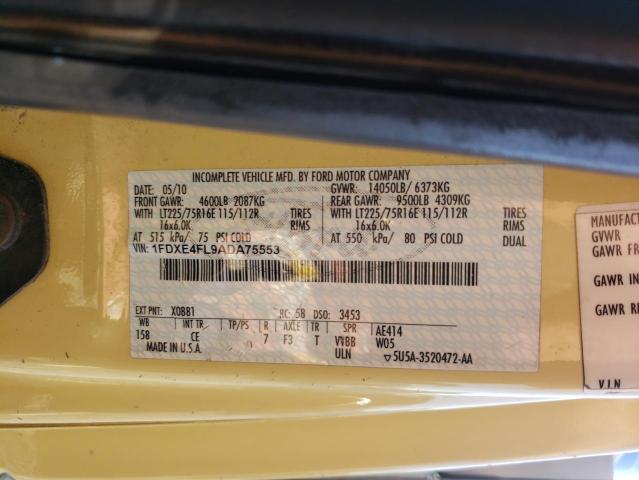 INCOMPLETE VEHICLE MFD. BY FORD MOTOR COMPANY
DATE: 05/10 GVWR: 14050LB/ 6373KG
FRONT GAWR: 4600LB 2087KG REAR GAWR: 9500LB 4309KG
WITH LT225/75R16E 115/112R TIRES WITH LT225/75R16E 115/112R TIRES
16x6.0K RIMS 16x6.0K RIMS
AT 515 kPa/ 75 PSI COLD AT 550 kPa/ 80 PSI COLD DUAL
VIN: 1FDXE4FL9ADA75553
EXT PNT: X0881 RC: 58 DSO: 3453
WB INT TR TP/PS R AXLE TR SPR AE414
158 CE 7 F3 T VVBB W05
MADE IN U.S.A. ULN 5U5A-3520472-AA
MANUFACT
GVWR
GAWR IN
GAWR RE
VIN